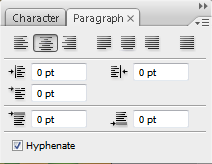 Character Paragraph ×
0 pt 0 pt
0 pt
0 pt 0 pt
Hyphenate